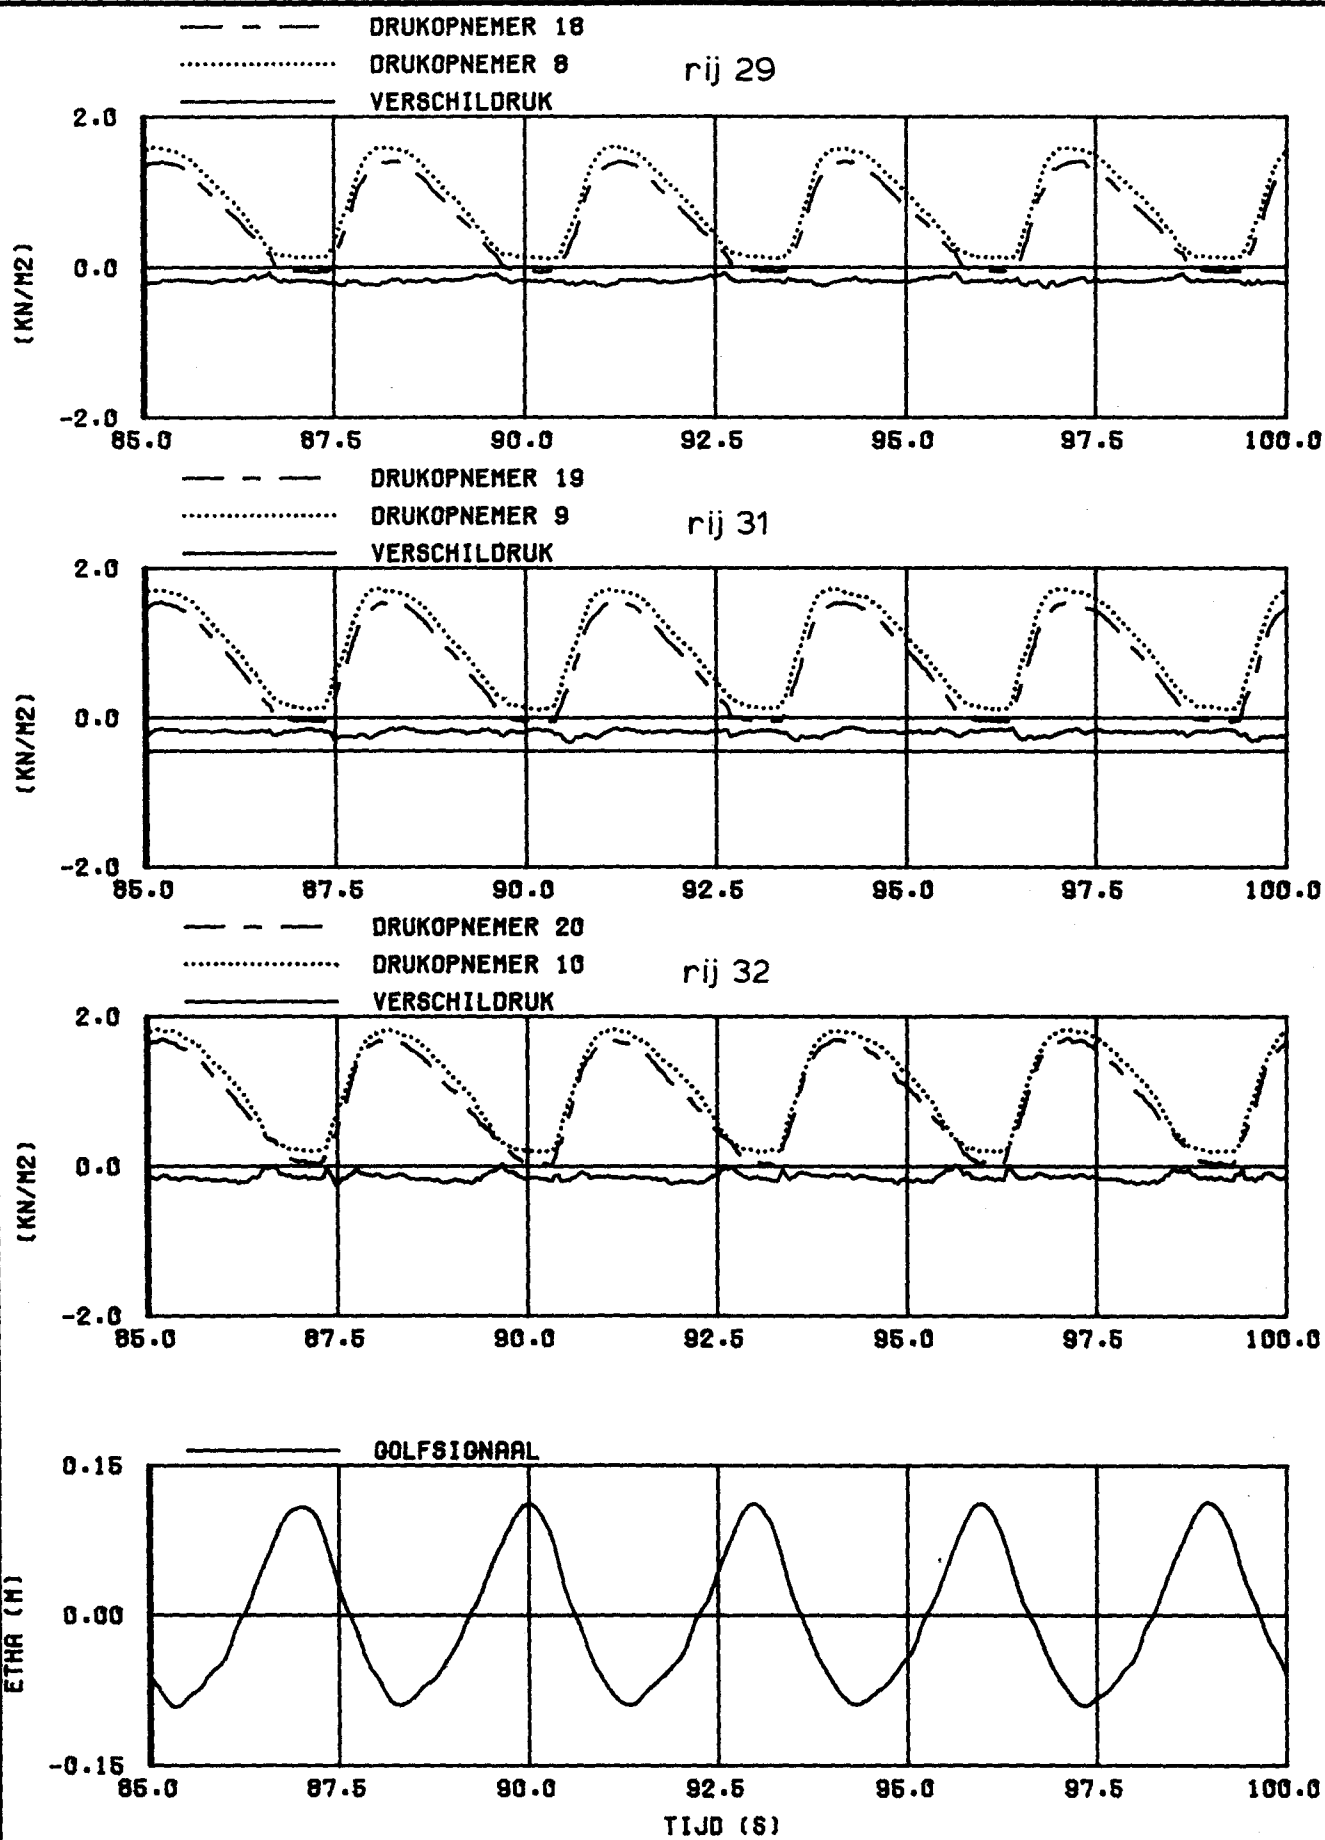 DRUKOPNEMER 18
DRUKOPNEMER 8
VERSCHILDRUK
rij 29
2.0
0.0
-2.0
(KN/M2)
85.0 87.5 90.0 92.5 95.0 97.5 100.0
DRUKOPNEMER 19
DRUKOPNEMER 9
VERSCHILDRUK
rij 31
2.0
0.0
-2.0
(KN/M2)
85.0 87.5 90.0 92.5 95.0 97.5 100.0
DRUKOPNEMER 20
DRUKOPNEMER 10
VERSCHILDRUK
rij 32
2.0
0.0
-2.0
(KN/M2)
85.0 87.5 90.0 92.5 95.0 97.5 100.0
GOLFSIGNAAL
0.15
0.00
-0.15
ETHA (M)
85.0 87.5 90.0 92.5 95.0 97.5 100.0
TIJD (S)